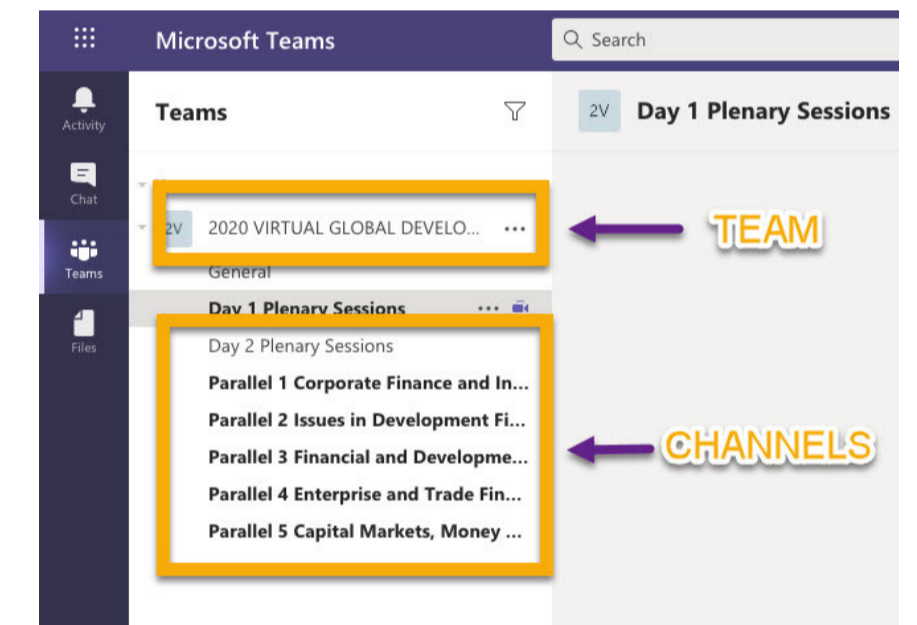 Microsoft Teams
Search
Activity
Chat
Teams
Files
Teams
2V 2020 VIRTUAL GLOBAL DEVELO... ...
General
Day 1 Plenary Sessions ...
Day 2 Plenary Sessions
Parallel 1 Corporate Finance and In...
Parallel 2 Issues in Development Fi...
Parallel 3 Financial and Developme...
Parallel 4 Enterprise and Trade Fin...
Parallel 5 Capital Markets, Money ...
2V Day 1 Plenary Sessions
TEAM
CHANNELS